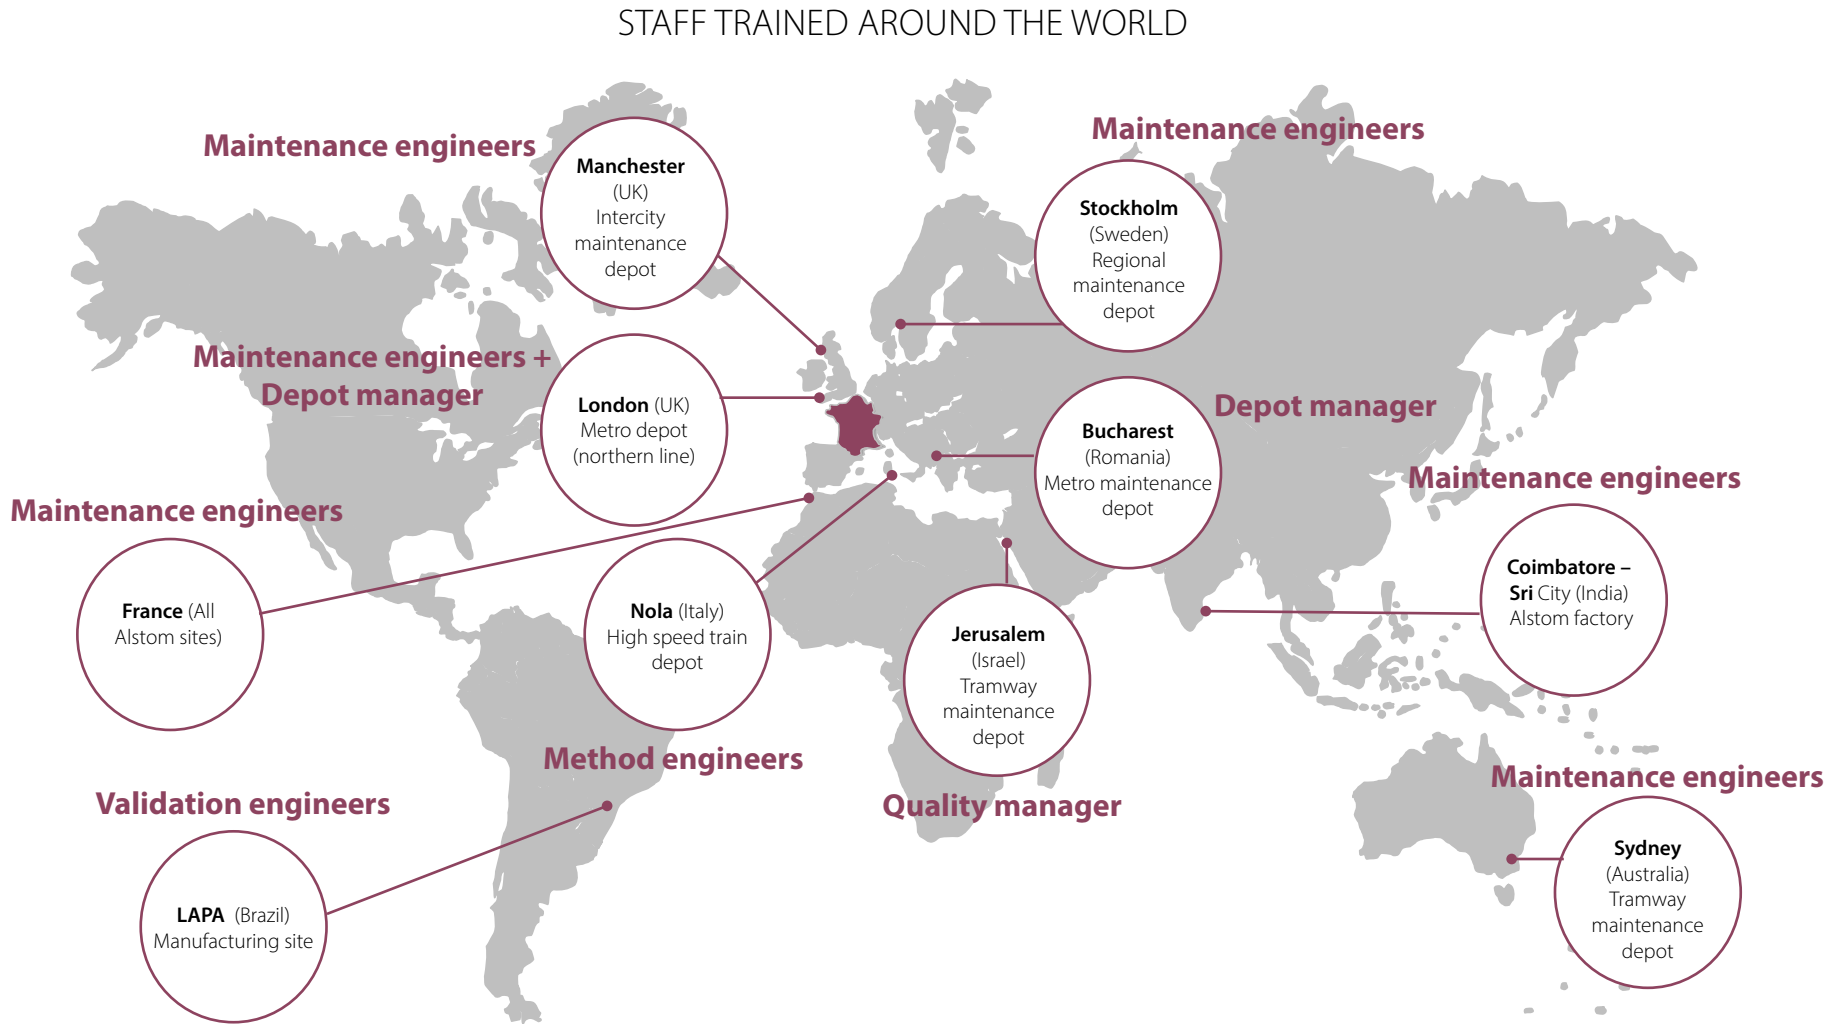 STAFF TRAINED AROUND THE WORLD
Maintenance engineers
Manchester
(UK)
Intercity
maintenance
depot
Maintenance engineers
Stockholm
(Sweden)
Regional
maintenance
depot
Maintenance engineers +
Depot manager
London (UK)
Metro depot
(northern line)
Depot manager
Bucharest
(Romania)
Metro maintenance
depot
Maintenance engineers
France (All
Alstom sites)
Nola (Italy)
High speed train
depot
Method engineers
Jerusalem
(Israel)
Tramway
maintenance
depot
Quality manager
Maintenance engineers
Coimbatore –
Sri City (India)
Alstom factory
Validation engineers
LAPA (Brazil)
Manufacturing site
Maintenance engineers
Sydney
(Australia)
Tramway
maintenance
depot